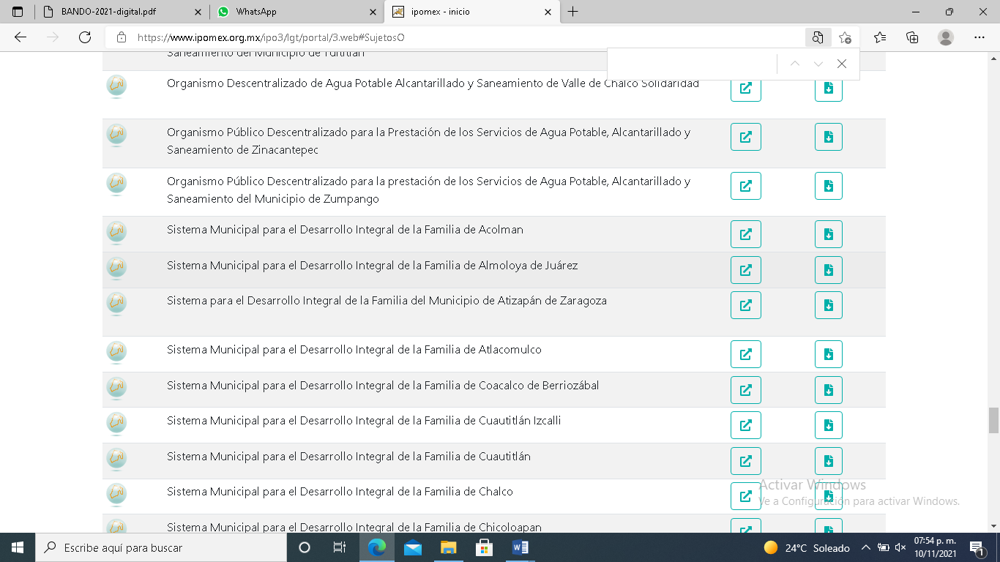 BANDO-2021-digital.pdf
WhatsApp
ipomex - inicio
https://www.ipomex.org.mx/ipo3/lgt/portal/3.web#SujetosO
Saneamiento del Municipio de Tultitlán
Organismo Descentralizado de Agua Potable Alcantarillado y Saneamiento de Valle de Chalco Solidaridad
Organismo Público Descentralizado para la Prestación de los Servicios de Agua Potable, Alcantarillado y
Saneamiento de Zinacantepec
Organismo Público Descentralizado para la prestación de los Servicios de Agua Potable, Alcantarillado y
Saneamiento del Municipio de Zumpango
Sistema Municipal para el Desarrollo Integral de la Familia de Acolman
Sistema Municipal para el Desarrollo Integral de la Familia de Almoloya de Juárez
Sistema para el Desarrollo Integral de la Familia del Municipio de Atizapán de Zaragoza
Sistema Municipal para el Desarrollo Integral de la Familia de Atlacomulco
Sistema Municipal para el Desarrollo Integral de la Familia de Coacalco de Berriozábal
Sistema Municipal para el Desarrollo Integral de la Familia de Cuautitlán Izcalli
Sistema Municipal para el Desarrollo Integral de la Familia de Cuautitlán
Sistema Municipal para el Desarrollo Integral de la Familia de Chalco
Sistema Municipal para el Desarrollo Integral de la Familia de Chicoloapan
Activar Windows
Ve a Configuración para activar Windows.
Escribe aquí para buscar
24°C Soleado
07:54 p. m.
10/11/2021
1